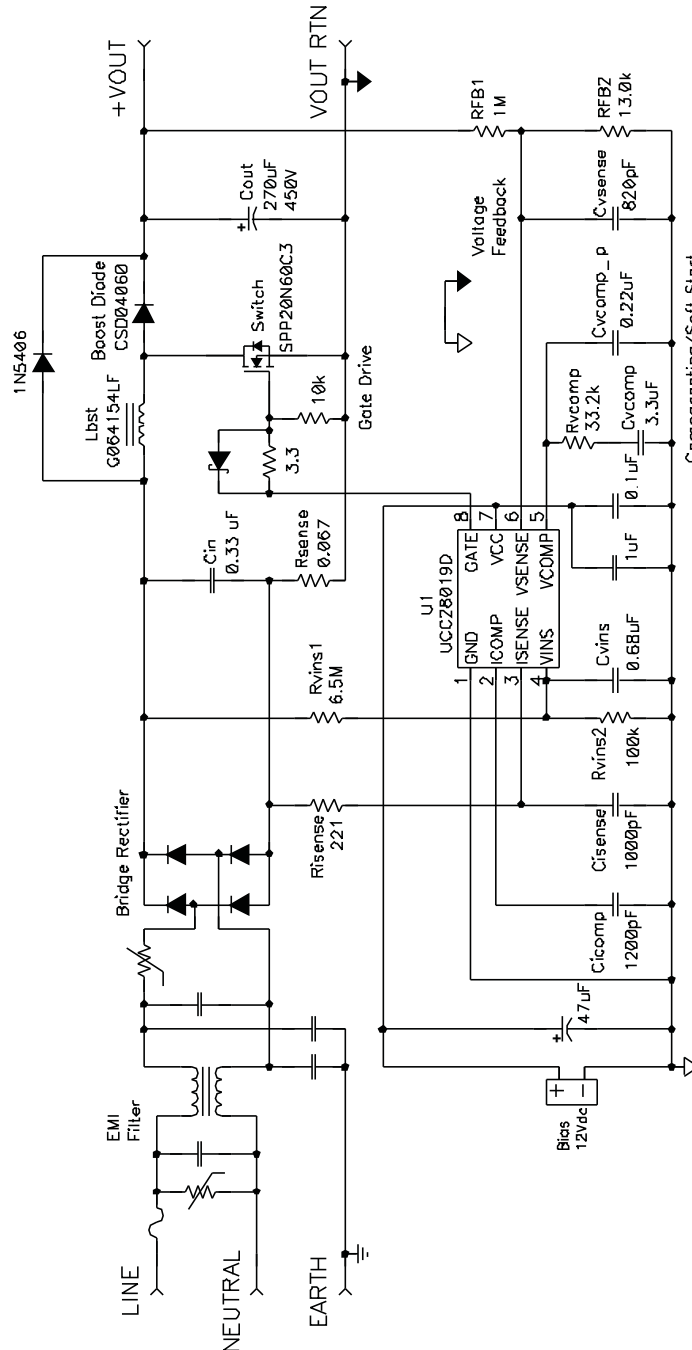 LINE
NEUTRAL
EARTH
EMI
Filter
Bridge Rectifier
1N5406
Lbst
G064154LF
Boost Diode
CSD04060
+VOUT
Cin
0.33 uF
Rsense
0.067
3.3
10k
Switch
SPP20N60C3
Gate Drive
Cout
+
270uF
450V
VOUT RTN
Risense
221
Rvins1
6.5M
U1
UCC28019D
1 GND
2 ICOMP
3 ISENSE
4 VINS
GATE 8
VCC 7
VSENSE 6
VCOMP 5
Voltage
Feedback
RFB1
1M
RFB2
13.0k
Bias
12Vdc
+
-
+
47uF
Cicomp
1200pF
Cisense
1000pF
Rvins2
100k
Cvins
0.68uF
1uF
0.1uF
Rvcomp
33.2k
Cvcomp
3.3uF
Cvcomp_p
0.22uF
Cvsense
820pF